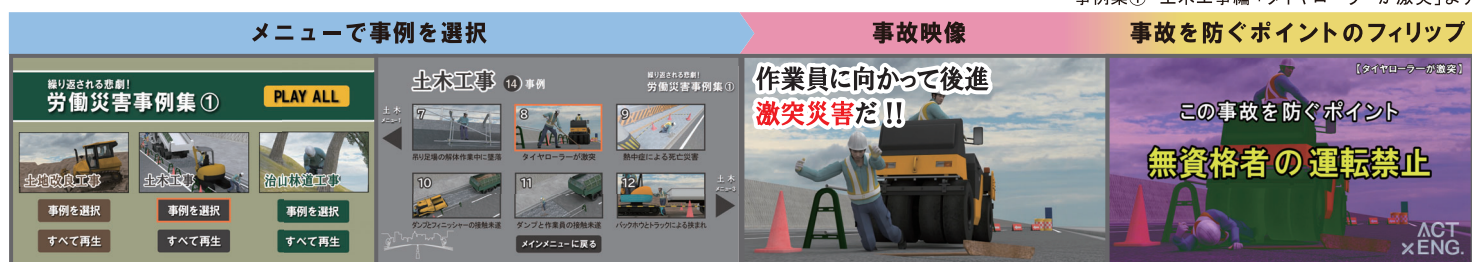 事例集① 土木工事編「タイヤローラーが激突」より
メニューで事例を選択
事故映像
事故を防ぐポイントのフィリップ
繰り返される悲劇!
労働災害事例集①
PLAY ALL
土地改良工事
土木工事
治山林道工事
事例を選択
事例を選択
事例を選択
すべて再生
すべて再生
すべて再生
土木工事 ⑭事例
繰り返される悲劇!
労働災害事例集①
土木
メニュー1
7
8
9
吊り足場の解体作業中に墜落
タイヤローラーが激突
熱中症による死亡災害
10
11
12
土木
メニュー3
ダンプとフィニッシャーの接触未遂
ダンプと作業員の接触未遂
バックホウとトラックによる挟まれ
メインメニューに戻る
作業員に向かって後進
激突災害だ!!
【タイヤローラーが激突】
この事故を防ぐポイント
無資格者の運転禁止
ACT
×ENG.